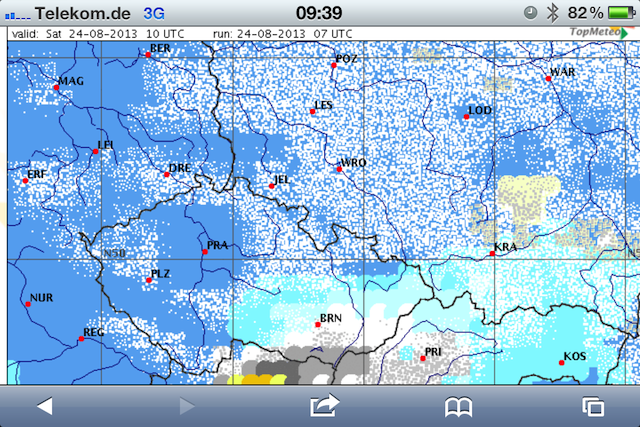 Telekom.de 3G 09:39 82%
valid: Sat 24-08-2013 10 UTC run: 24-08-2013 07 UTC
TopMeteo
BER
POZ
WAR
MAG
LES
LOD
LEI
WRO
ERF
DRE
JEL
PRA
KRA
N50
PLZ
NUR
BRN
REG
PRI
KOS